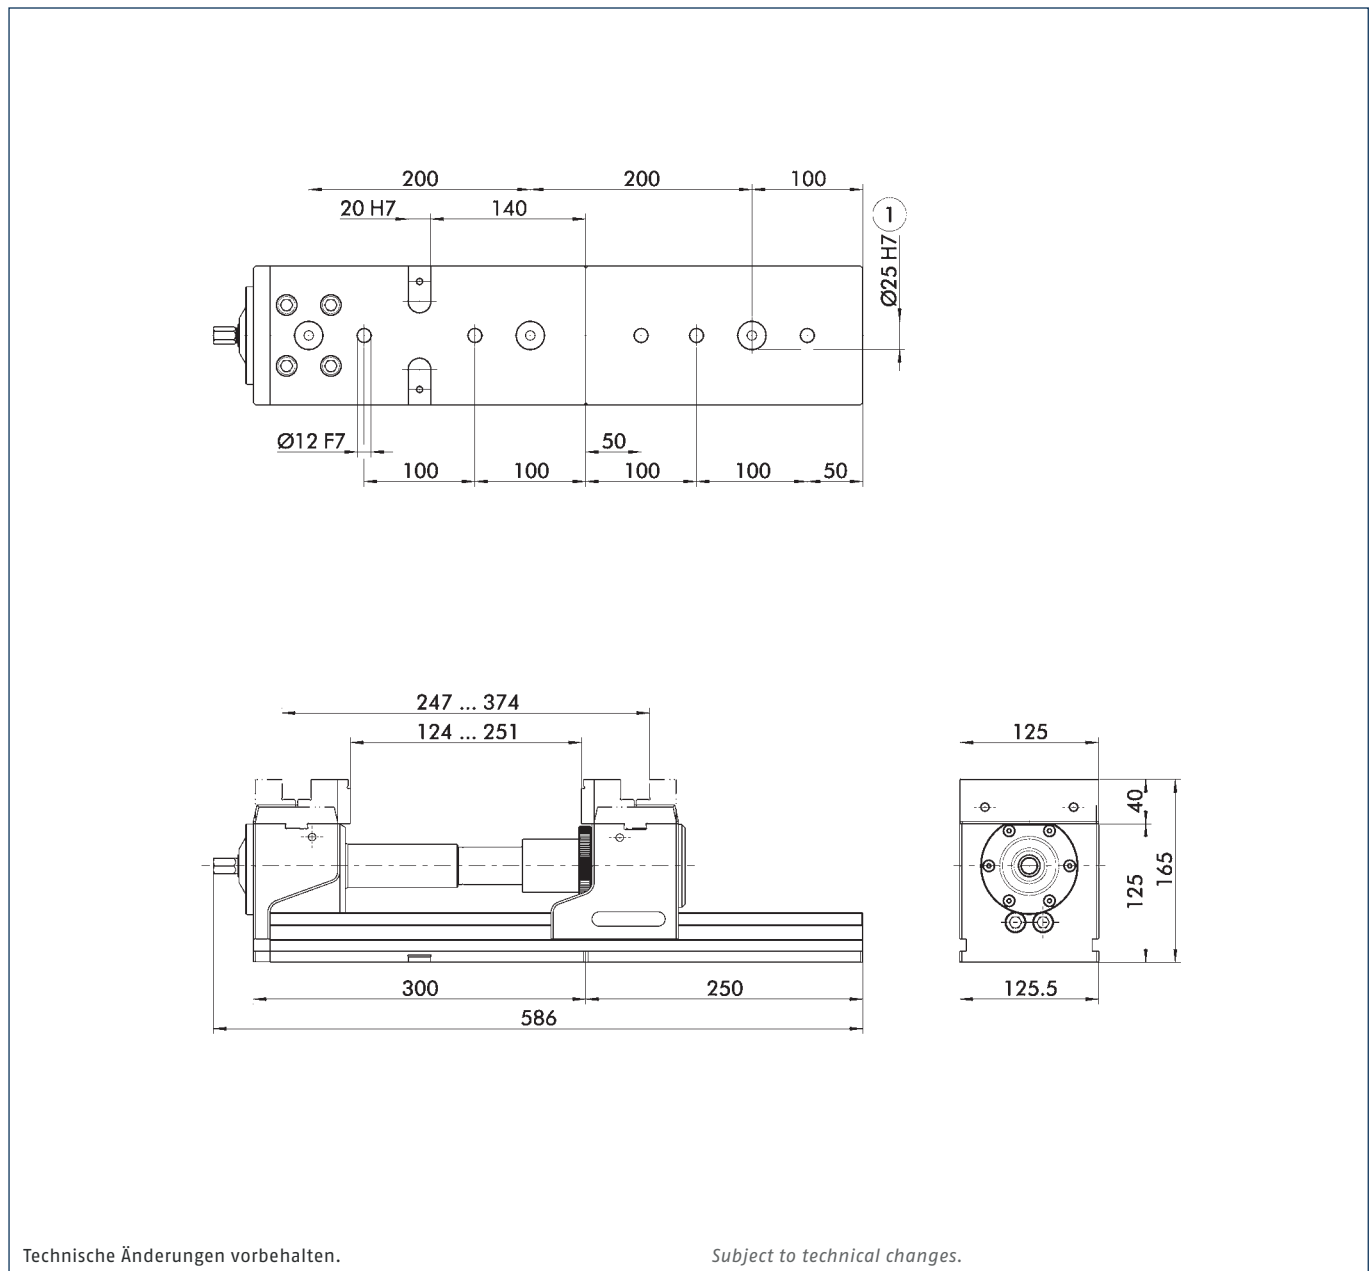 200
200
100
20 H7
140
1
Ø25 H7
Ø12 F7
50
100
100
100
100
50
247 ... 374
124 ... 251
125
40
125
165
300
250
125.5
586
Technische Änderungen vorbehalten.
Subject to technical changes.